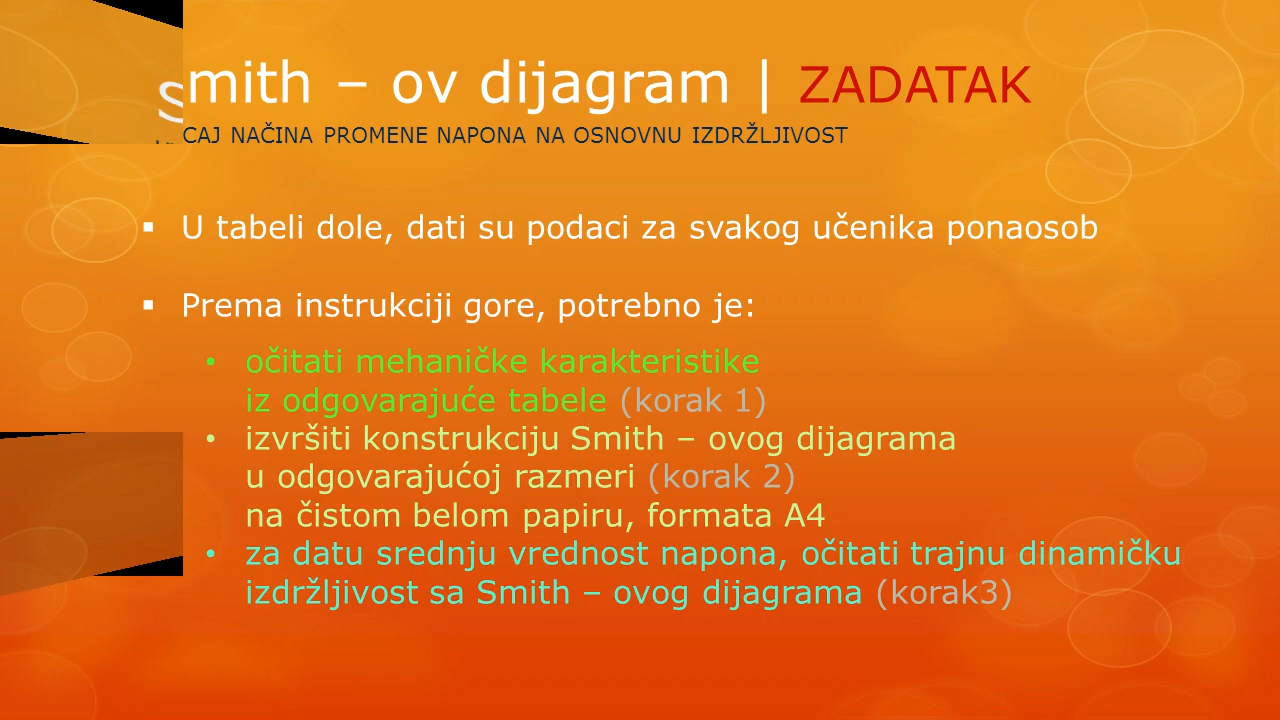 Smith – ov dijagram | ZADATAK
CAJ NAČINA PROMENE NAPONA NA OSNOVNU IZDRŽLJIVOST
▪ U tabeli dole, dati su podaci za svakog učenika ponaosob
▪ Prema instrukciji gore, potrebno je:
• očitati mehaničke karakteristike
iz odgovarajuće tabele (korak 1)
• izvršiti konstrukciju Smith – ovog dijagrama
u odgovarajućoj razmeri (korak 2)
na čistom belom papiru, formata A4
• za datu srednju vrednost napona, očitati trajnu dinamičku
izdržljivost sa Smith – ovog dijagrama (korak3)